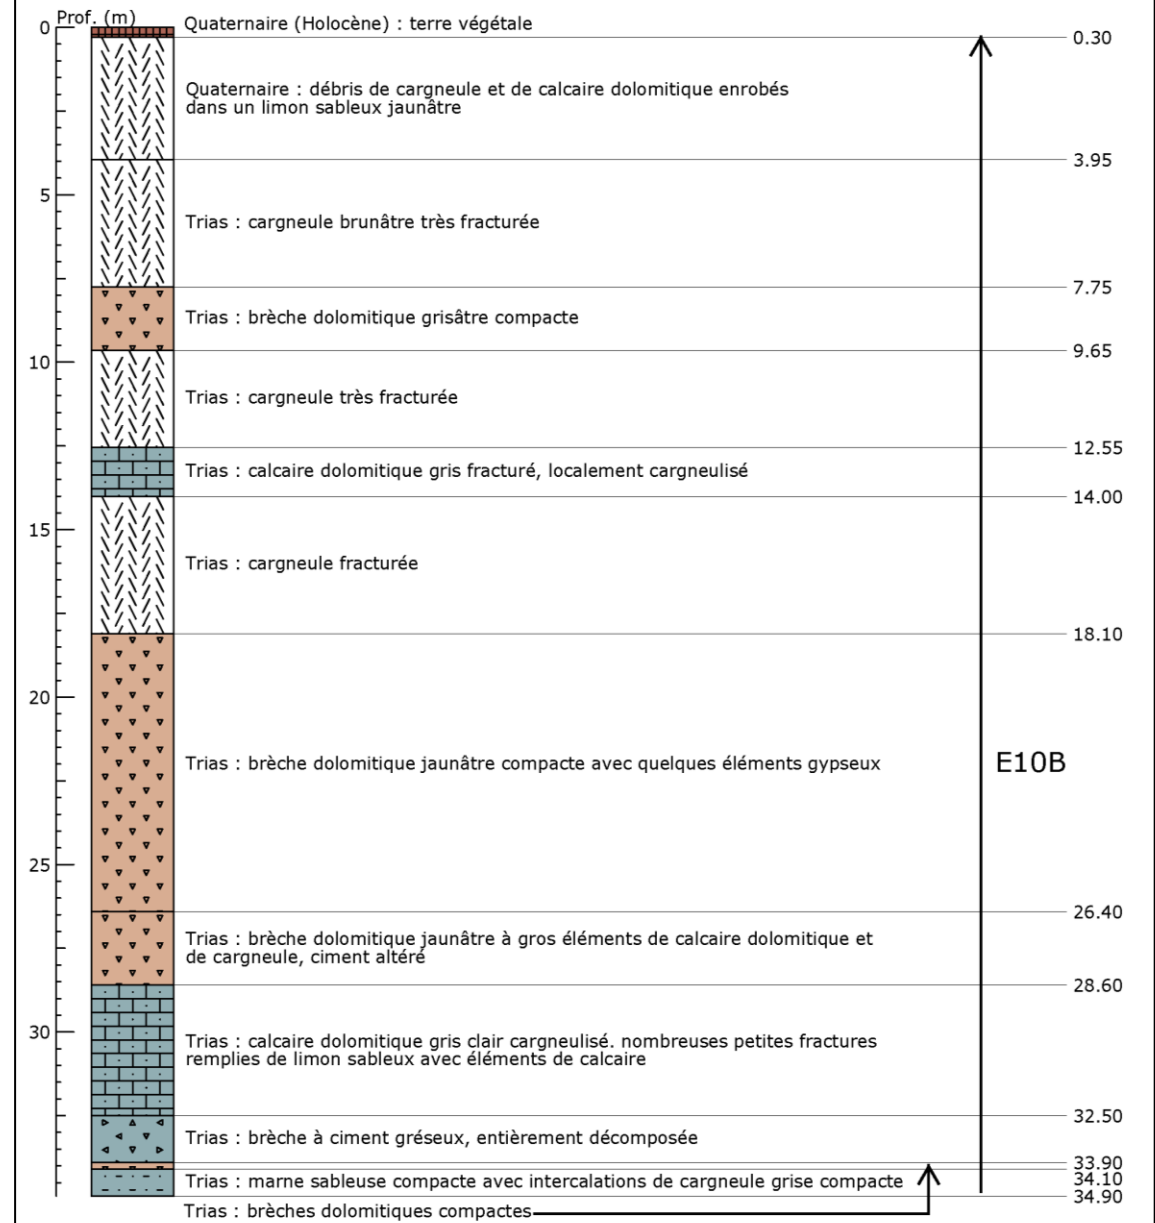 Prof. (m)
0
Quaternaire (Holocène) : terre végétale
0.30
Quaternaire : débris de cargneule et de calcaire dolomitique enrobés
dans un limon sableux jaunâtre
3.95
5
Trias : cargneule brunâtre très fracturée
7.75
Trias : brèche dolomitique grisâtre compacte
9.65
10
Trias : cargneule très fracturée
12.55
Trias : calcaire dolomitique gris fracturé, localement cargneulisé
14.00
15
Trias : cargneule fracturée
18.10
20
Trias : brèche dolomitique jaunâtre compacte avec quelques éléments gypseux
E10B
25
26.40
Trias : brèche dolomitique jaunâtre à gros éléments de calcaire dolomitique et
de cargneule, ciment altéré
28.60
30
Trias : calcaire dolomitique gris clair cargneulisé. nombreuses petites fractures
remplies de limon sableux avec éléments de calcaire
32.50
Trias : brèche à ciment gréseux, entièrement décomposée
33.90
34.10
Trias : marne sableuse compacte avec intercalations de cargneule grise compacte
34.90
Trias : brèches dolomitiques compactes